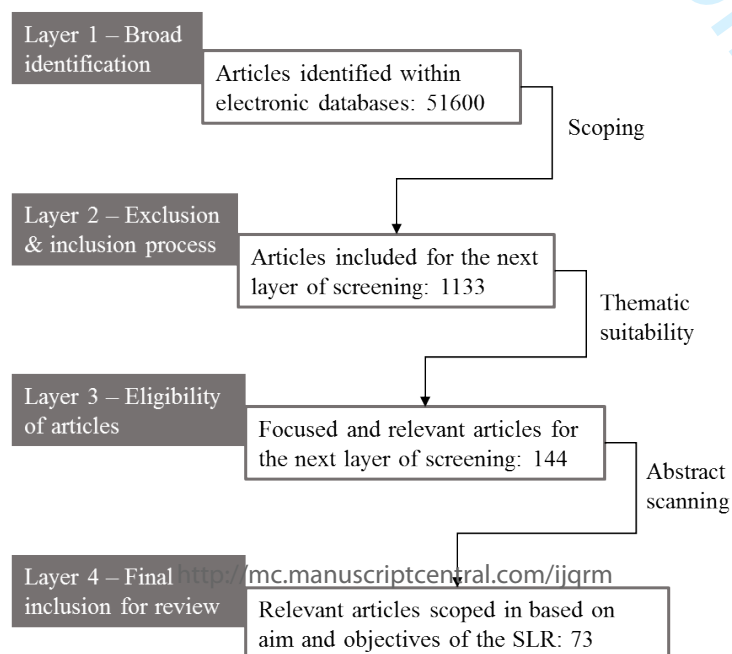 Layer 1 – Broad
identification
Articles identified within
electronic databases: 51600
Scoping
Layer 2 – Exclusion
& inclusion process
Articles included for the next
layer of screening: 1133
Thematic
suitability
Layer 3 – Eligibility
of articles
Focused and relevant articles for
the next layer of screening: 144
Abstract
scanning
Layer 4 – Final
inclusion for review
http://mc.manuscriptcentral.com/ijqrm
Relevant articles scoped in based on
aim and objectives of the SLR: 73